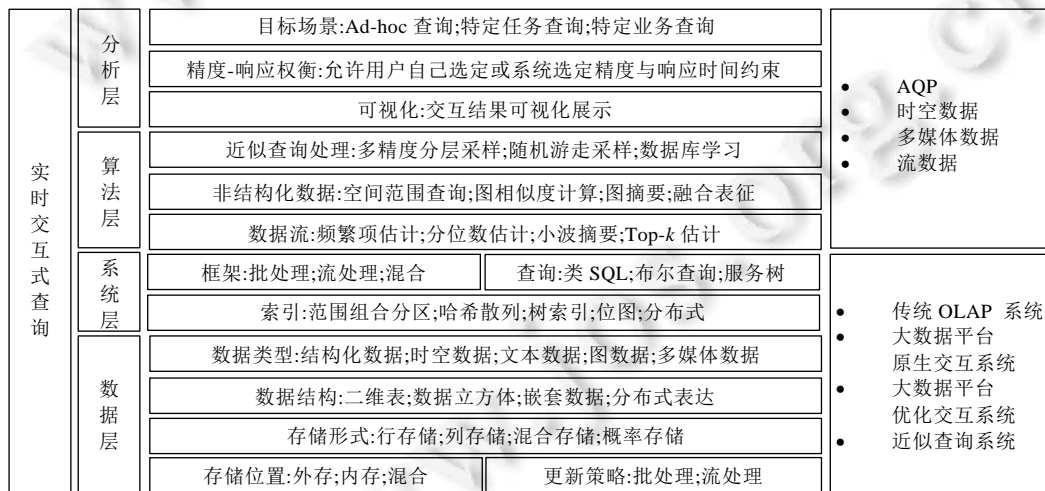 实时交互式查询
分析层
目标场景:Ad-hoc 查询;特定任务查询;特定业务查询
精度-响应权衡:允许用户自己选定或系统选定精度与响应时间约束
可视化:交互结果可视化展示
算法层
近似查询处理:多精度分层采样;随机游走采样;数据库学习
非结构化数据:空间范围查询;图相似度计算;图摘要;融合表征
数据流:频繁项估计;分位数估计;小波摘要;Top-k 估计
系统层
框架:批处理;流处理;混合
查询:类 SQL;布尔查询;服务树
索引:范围组合分区;哈希散列;树索引;位图;分布式
数据层
数据类型:结构化数据;时空数据;文本数据;图数据;多媒体数据
数据结构:二维表;数据立方体;嵌套数据;分布式表达
存储形式:行存储;列存储;混合存储;概率存储
存储位置:外存;内存;混合
更新策略:批处理;流处理
• AQP
• 时空数据
• 多媒体数据
• 流数据
• 传统 OLAP 系统
• 大数据平台
原生交互系统
• 大数据平台
优化交互系统
• 近似查询系统